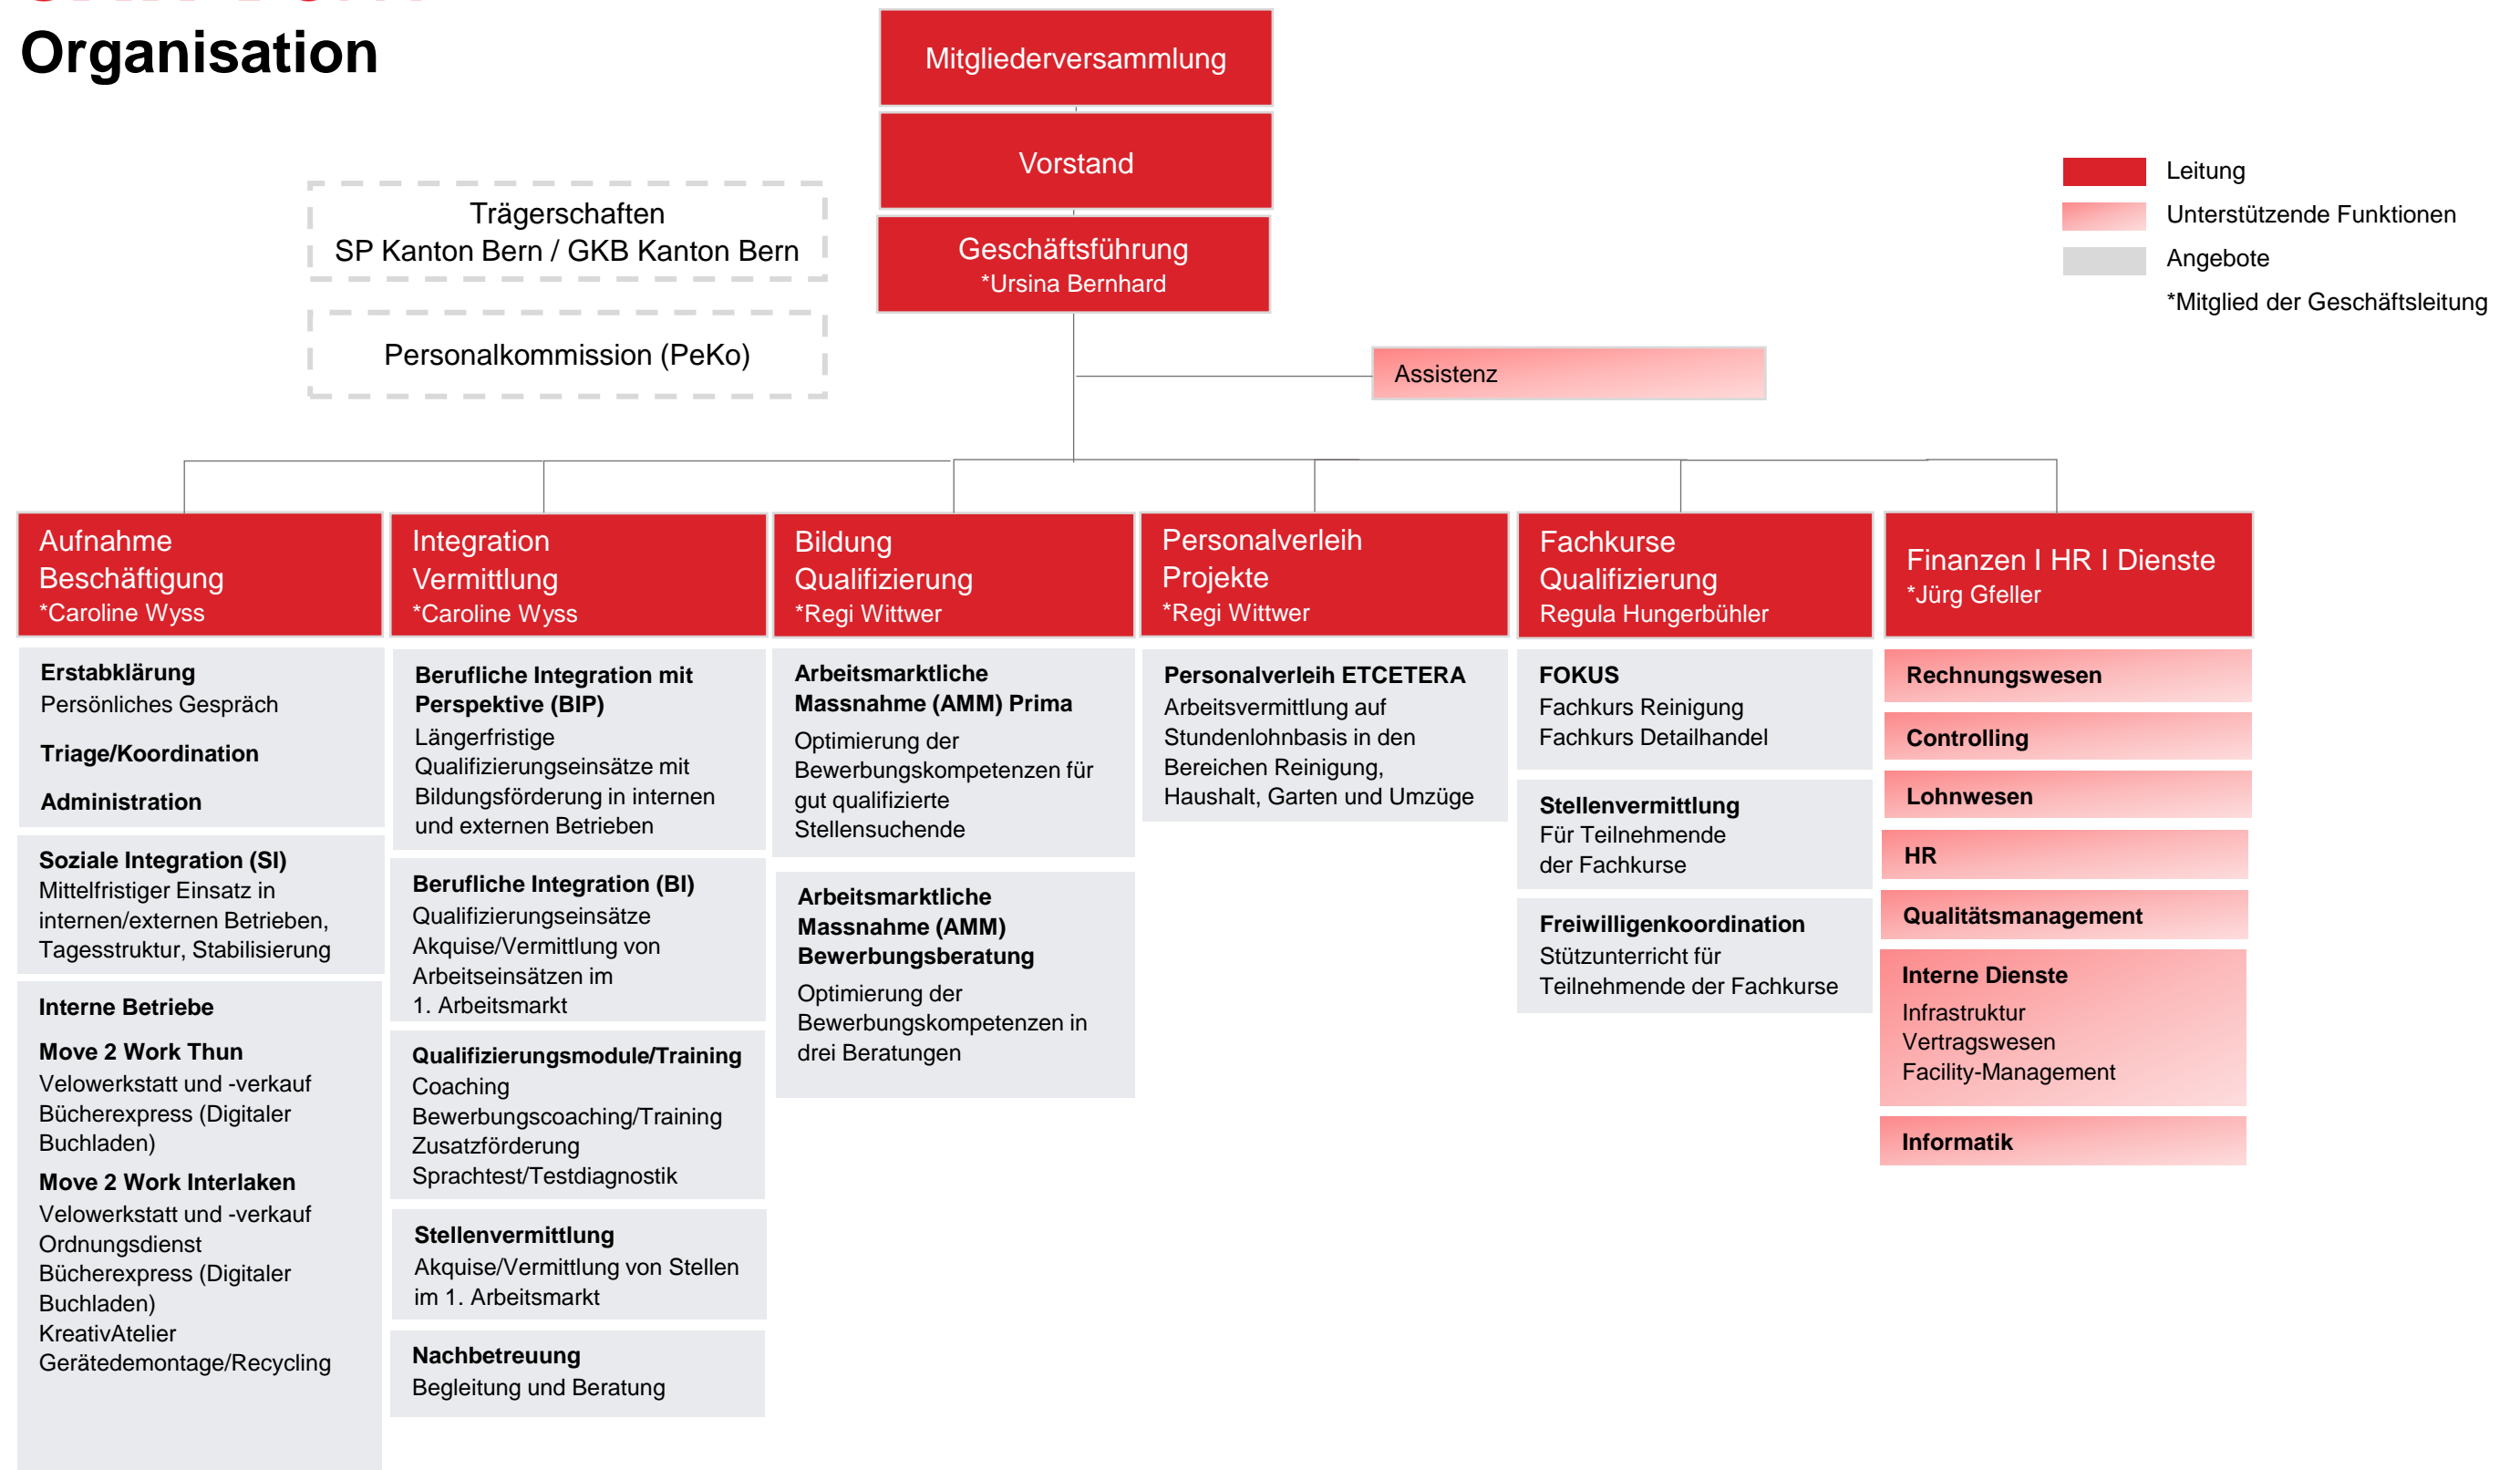 Organisation
Mitgliederversammlung
Vorstand
Geschäftsführung
*Ursina Bernhard
Trägerschaften
SP Kanton Bern / GKB Kanton Bern
Personalkommission (PeKo)
Leitung
Unterstützende Funktionen
Angebote
*Mitglied der Geschäftsleitung
Assistenz
Aufnahme
Beschäftigung
*Caroline Wyss
Erstabklärung
Persönliches Gespräch
Triage/Koordination
Administration
Soziale Integration (SI)
Mittelfristiger Einsatz in
internen/externen Betrieben,
Tagesstruktur, Stabilisierung
Interne Betriebe
Move 2 Work Thun
Velowerkstatt und -verkauf
Bücherexpress (Digitaler
Buchladen)
Move 2 Work Interlaken
Velowerkstatt und -verkauf
Ordnungsdienst
Bücherexpress (Digitaler
Buchladen)
KreativAtelier
Gerätedemontage/Recycling
Integration
Vermittlung
*Caroline Wyss
Berufliche Integration mit
Perspektive (BIP)
Längerfristige
Qualifizierungseinsätze mit
Bildungsförderung in internen
und externen Betrieben
Berufliche Integration (BI)
Qualifizierungseinsätze
Akquise/Vermittlung von
Arbeitseinsätzen im
1. Arbeitsmarkt
Qualifizierungsmodule/Training
Coaching
Bewerbungscoaching/Training
Zusatzförderung
Sprachtest/Testdiagnostik
Stellenvermittlung
Akquise/Vermittlung von Stellen
im 1. Arbeitsmarkt
Nachbetreuung
Begleitung und Beratung
Bildung
Qualifizierung
*Regi Wittwer
Arbeitsmarktliche
Massnahme (AMM) Prima
Optimierung der
Bewerbungskompetenzen für
gut qualifizierte
Stellensuchende
Arbeitsmarktliche
Massnahme (AMM)
Bewerbungsberatung
Optimierung der
Bewerbungskompetenzen in
drei Beratungen
Personalverleih
Projekte
*Regi Wittwer
Personalverleih ETCETERA
Arbeitsvermittlung auf
Stundenlohnbasis in den
Bereichen Reinigung,
Haushalt, Garten und Umzüge
Fachkurse
Qualifizierung
Regula Hungerbühler
FOKUS
Fachkurs Reinigung
Fachkurs Detailhandel
Stellenvermittlung
Für Teilnehmende
der Fachkurse
Freiwilligenkoordination
Stützunterricht für
Teilnehmende der Fachkurse
Finanzen I HR I Dienste
*Jürg Gfeller
Rechnungswesen
Controlling
Lohnwesen
HR
Qualitätsmanagement
Interne Dienste
Infrastruktur
Vertragswesen
Facility-Management
Informatik